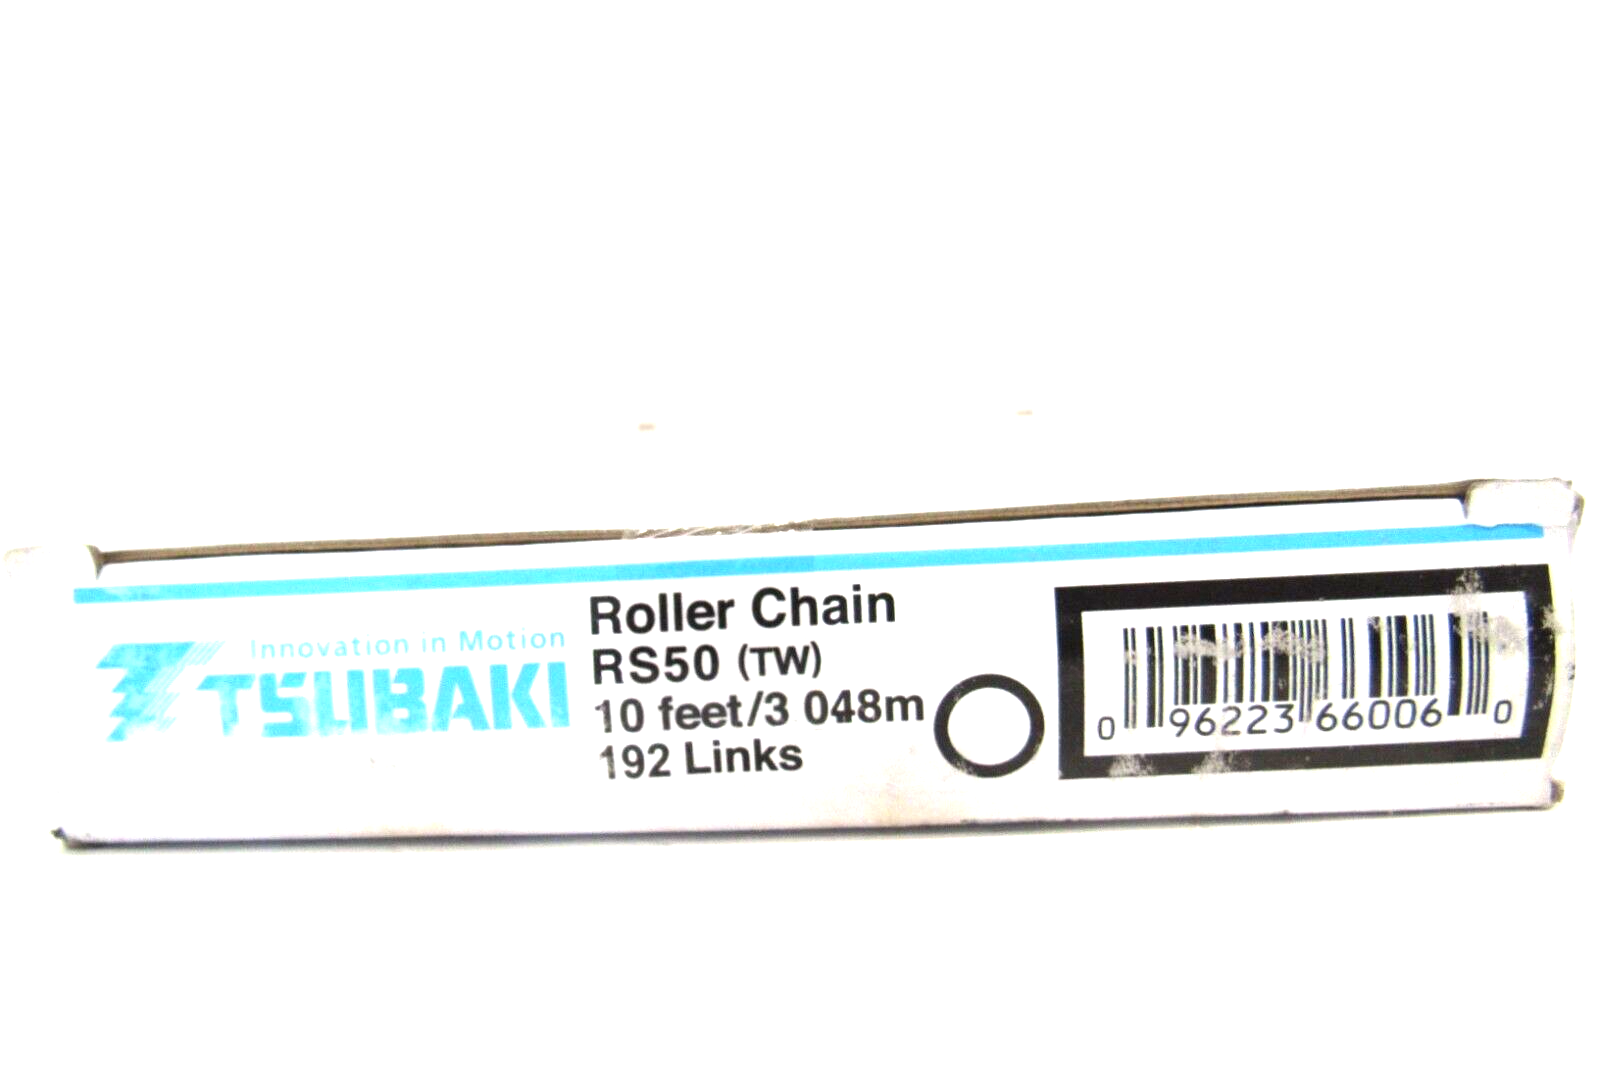 Innovation in Motion
TSUBAKI
Roller Chain
RS50 (TW)
10 feet/3 048m
192 Links
0 96223 66006 0